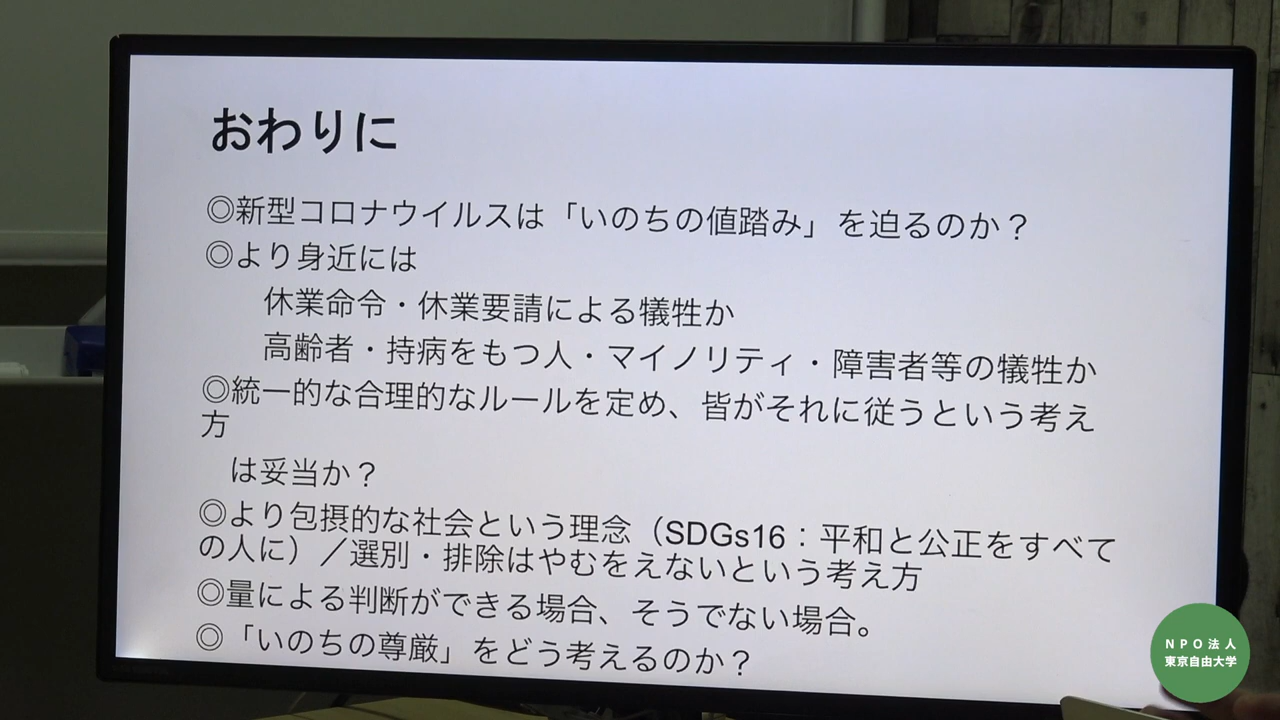 おわりに
◎新型コロナウイルスは「いのちの値踏み」を迫るのか？
◎より身近には
休業命令・休業要請による犠牲か
高齢者・持病をもつ人・マイノリティ・障害者等の犠牲か
◎統一的な合理的なルールを定め、皆がそれに従うという考え
方
は妥当か？
◎より包摂的な社会という理念（SDGs16：平和と公正をすべて
の人に）／選別・排除はやむをえないという考え方
◎量による判断ができる場合、そうでない場合。
◎「いのちの尊厳」をどう考えるのか？
NPO法人
東京自由大学